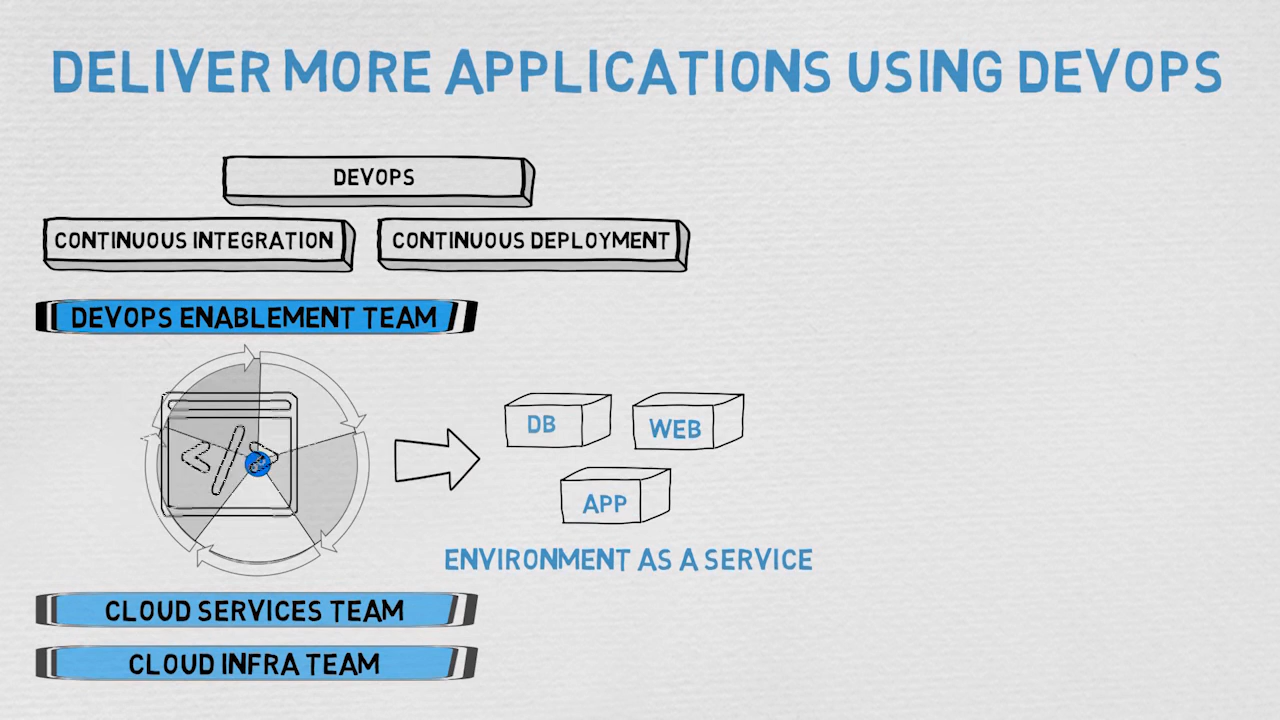 DELIVER MORE APPLICATIONS USING DEVOPS
DEVOPS
CONTINUOUS INTEGRATION
CONTINUOUS DEPLOYMENT
DEVOPS ENABLEMENT TEAM
</>
DB
WEB
APP
ENVIRONMENT AS A SERVICE
CLOUD SERVICES TEAM
CLOUD INFRA TEAM